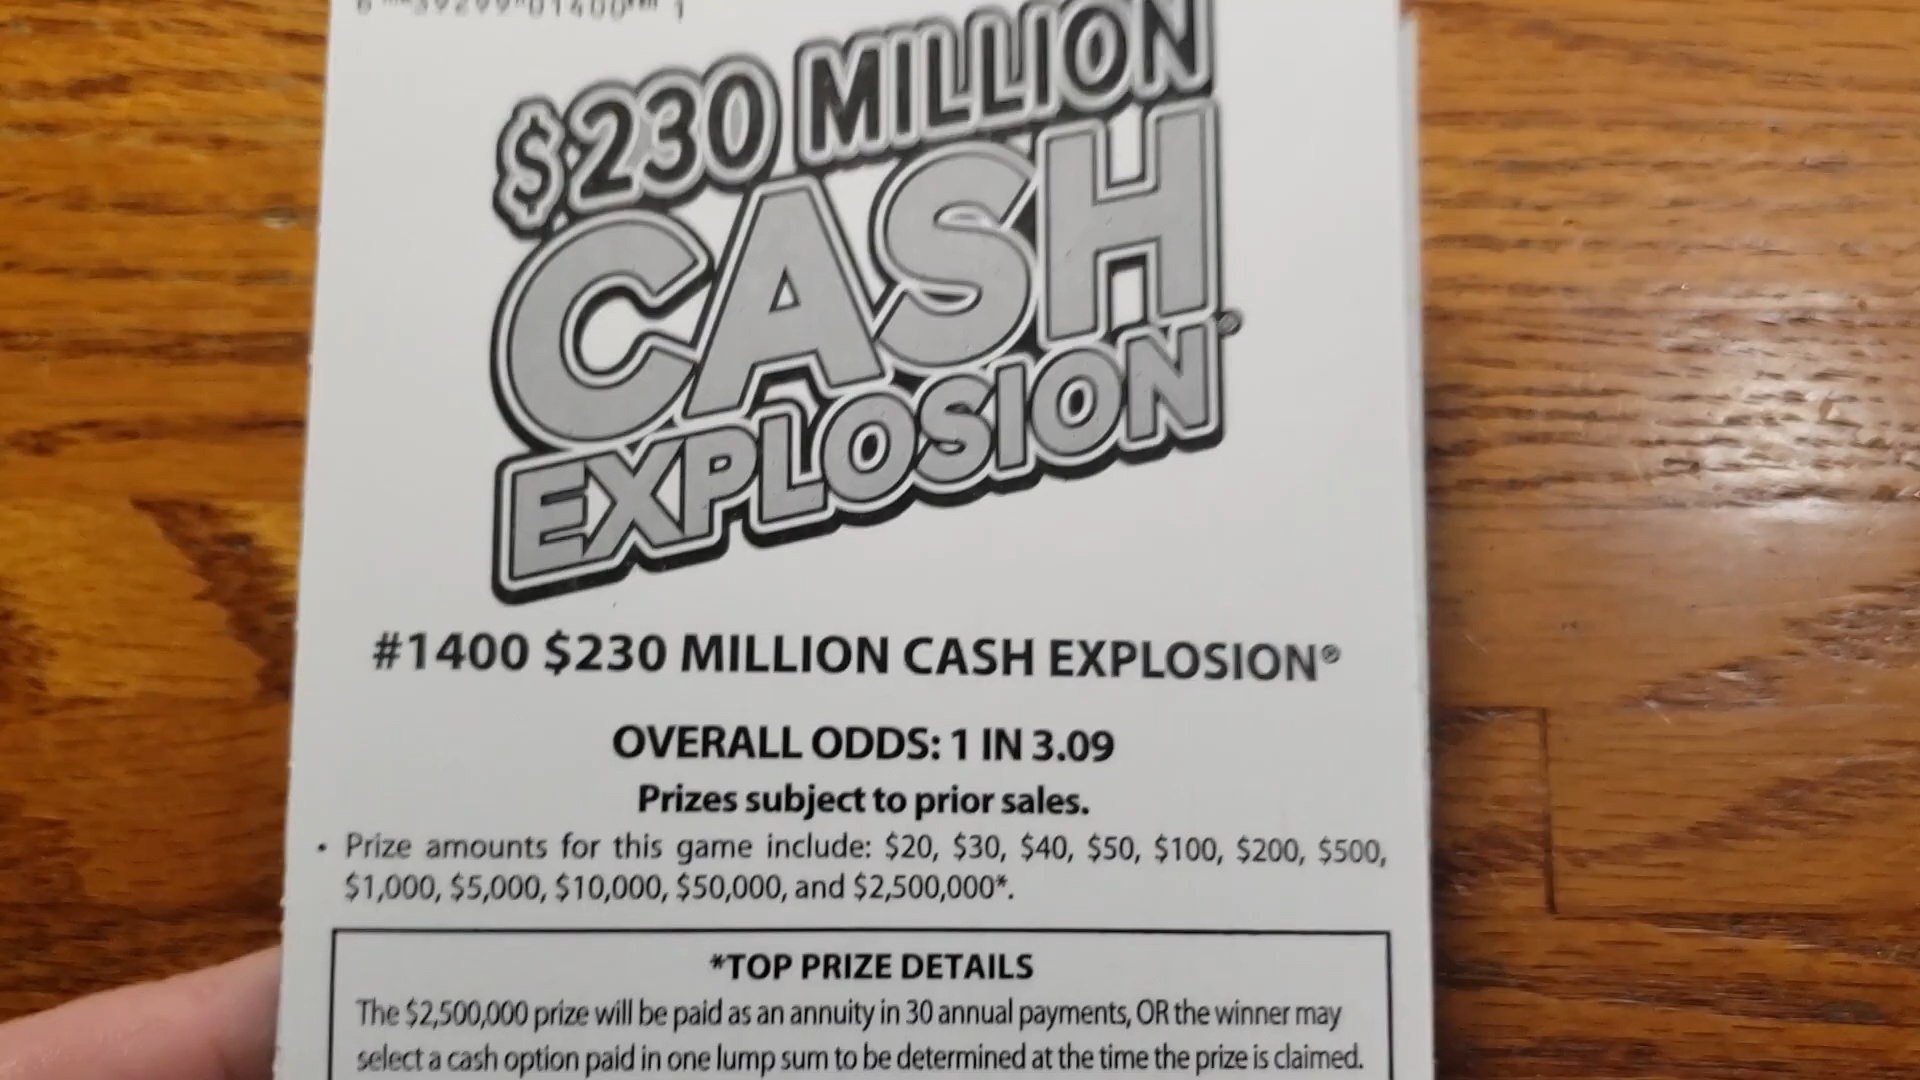 $230 MILLION
CASH
EXPLOSION®
#1400 $230 MILLION CASH EXPLOSION®
OVERALL ODDS: 1 IN 3.09
Prizes subject to prior sales.
• Prize amounts for this game include: $20, $30, $40, $50, $100, $200, $500,
$1,000, $5,000, $10,000, $50,000, and $2,500,000*.
*TOP PRIZE DETAILS
The $2,500,000 prize will be paid as an annuity in 30 annual payments, OR the winner may
select a cash option paid in one lump sum to be determined at the time the prize is claimed.